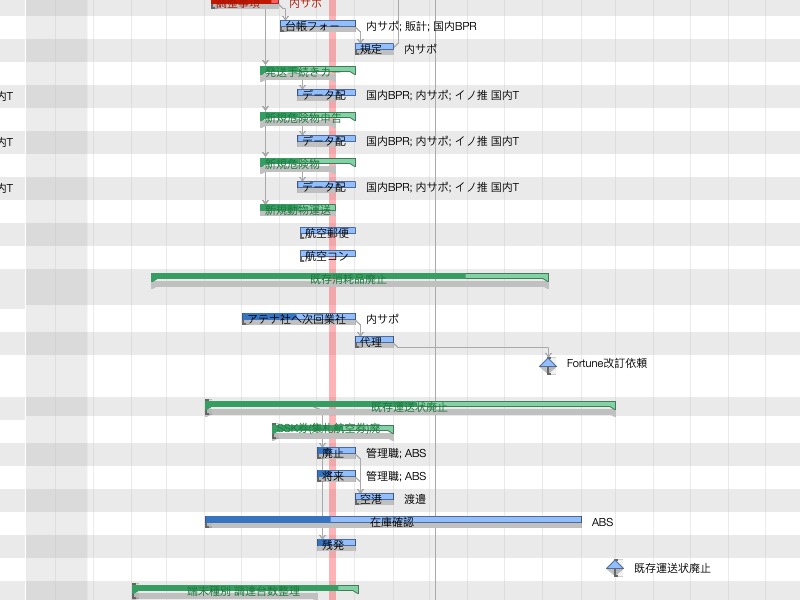 調整事項 内サポ
台帳フォー 内サポ; 販計; 国内BPR
規定 内サポ
発送手続きカー
内T データ配 国内BPR; 内サポ; イノ推 国内T
新規危険物申告
内T データ配 国内BPR; 内サポ; イノ推 国内T
新規危険物
内T データ配 国内BPR; 内サポ; イノ推 国内T
新規動物運送
航空郵便
航空コン
既存消耗品廃止
アテナ社へ次回業社 内サポ
代理
Fortune改訂依頼
既存運送状廃止
廃止 管理職; ABS
将来 管理職; ABS
空港 渡邉
在庫確認 ABS
残発
既存運送状廃止
端末種別 調達台数整理